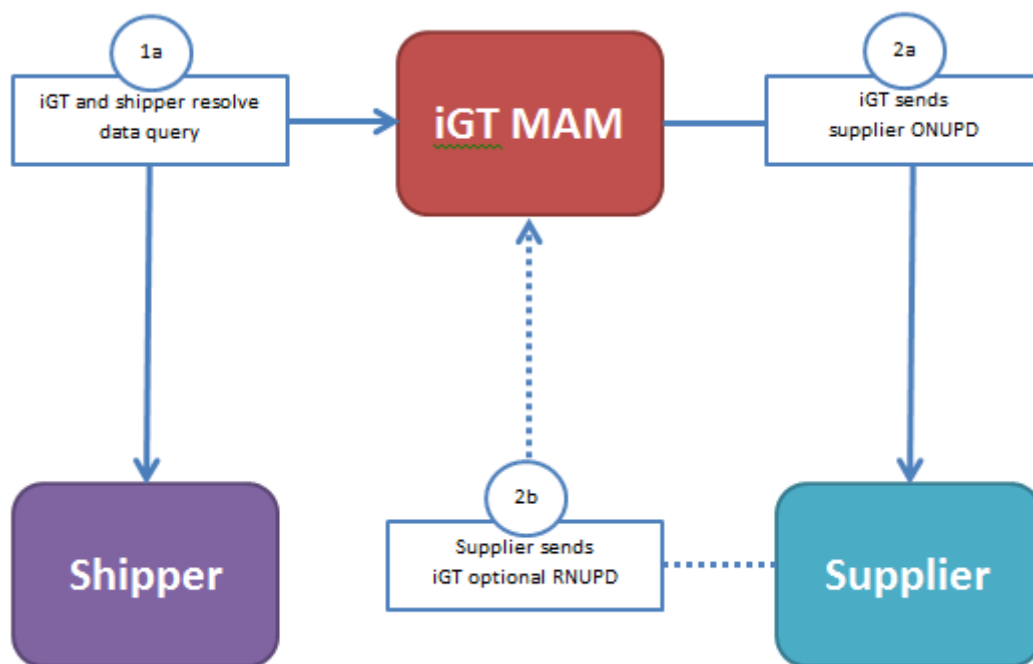 1a
iGT and shipper resolve
data query
iGT MAM
2a
iGT sends
supplier ONUPD
2b
Supplier sends
iGT optional RNUPD
Shipper
Supplier